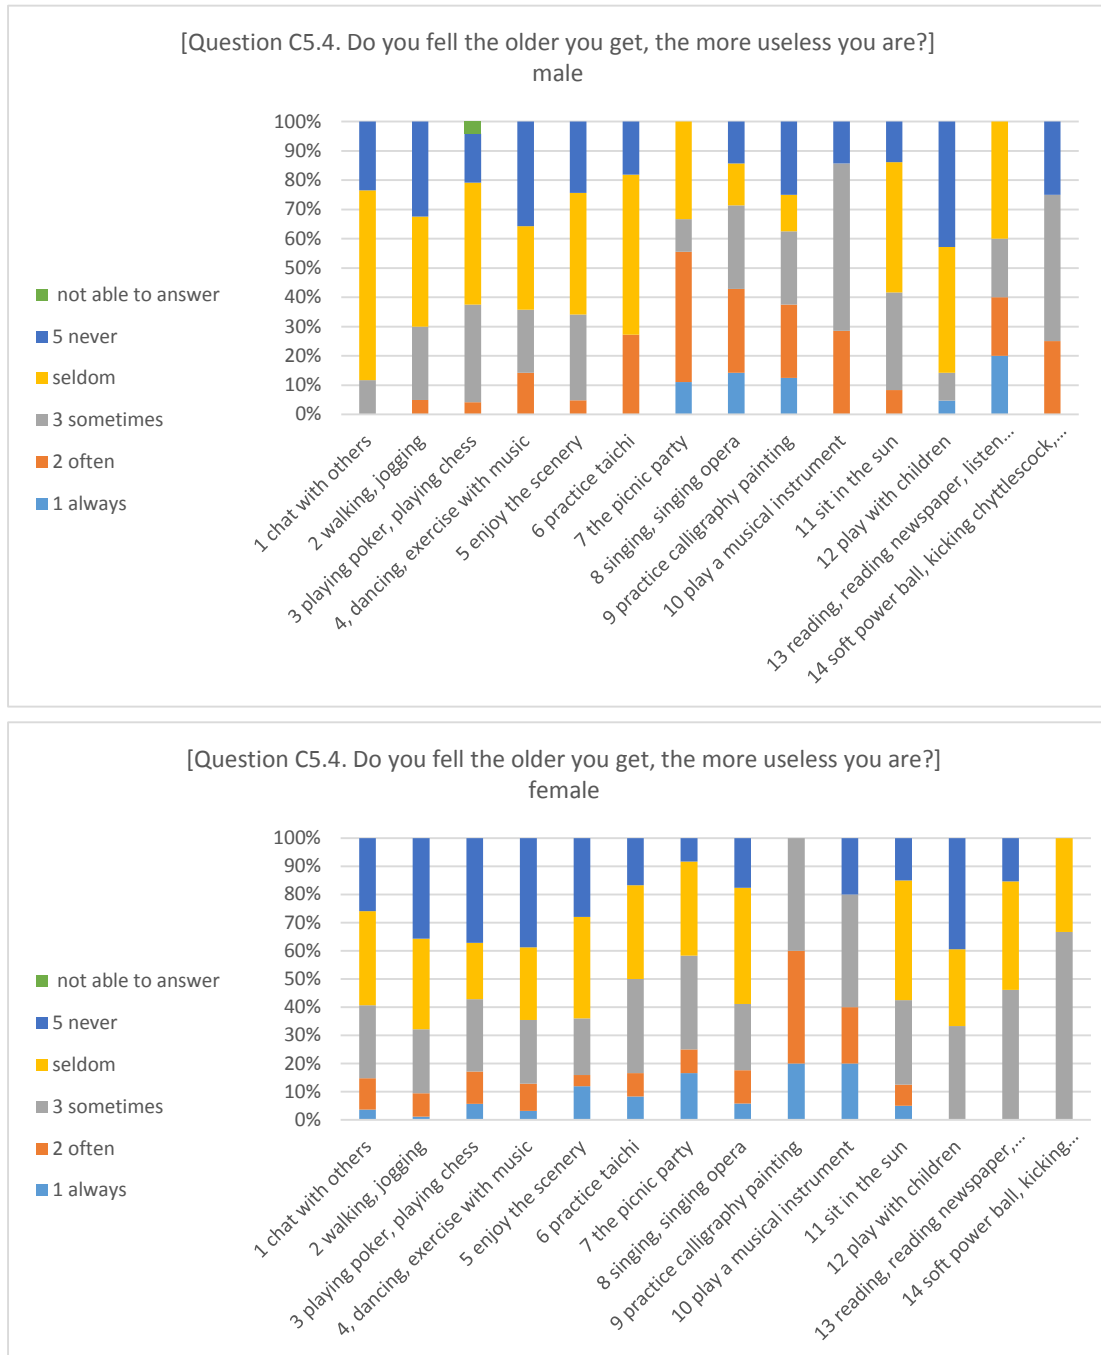 [Question C5.4. Do you fell the older you get, the more useless you are?]
male
100%
90%
80%
70%
60%
50%
40%
30%
20%
10%
0%
not able to answer
5 never
seldom
3 sometimes
2 often
1 always
1 chat with others
2 walking, jogging
3 playing poker, playing chess
4, dancing, exercise with music
5 enjoy the scenery
6 practice taichi
7 the picnic party
8 singing, singing opera
9 practice calligraphy painting
10 play a musical instrument
11 sit in the sun
12 play with children
13 reading, reading newspaper, listen...
14 soft power ball, kicking chyttlescock,...
[Question C5.4. Do you fell the older you get, the more useless you are?]
female
100%
90%
80%
70%
60%
50%
40%
30%
20%
10%
0%
not able to answer
5 never
seldom
3 sometimes
2 often
1 always
1 chat with others
2 walking, jogging
3 playing poker, playing chess
4, dancing, exercise with music
5 enjoy the scenery
6 practice taichi
7 the picnic party
8 singing, singing opera
9 practice calligraphy painting
10 play a musical instrument
11 sit in the sun
12 play with children
13 reading, reading newspaper,...
14 soft power ball, kicking...